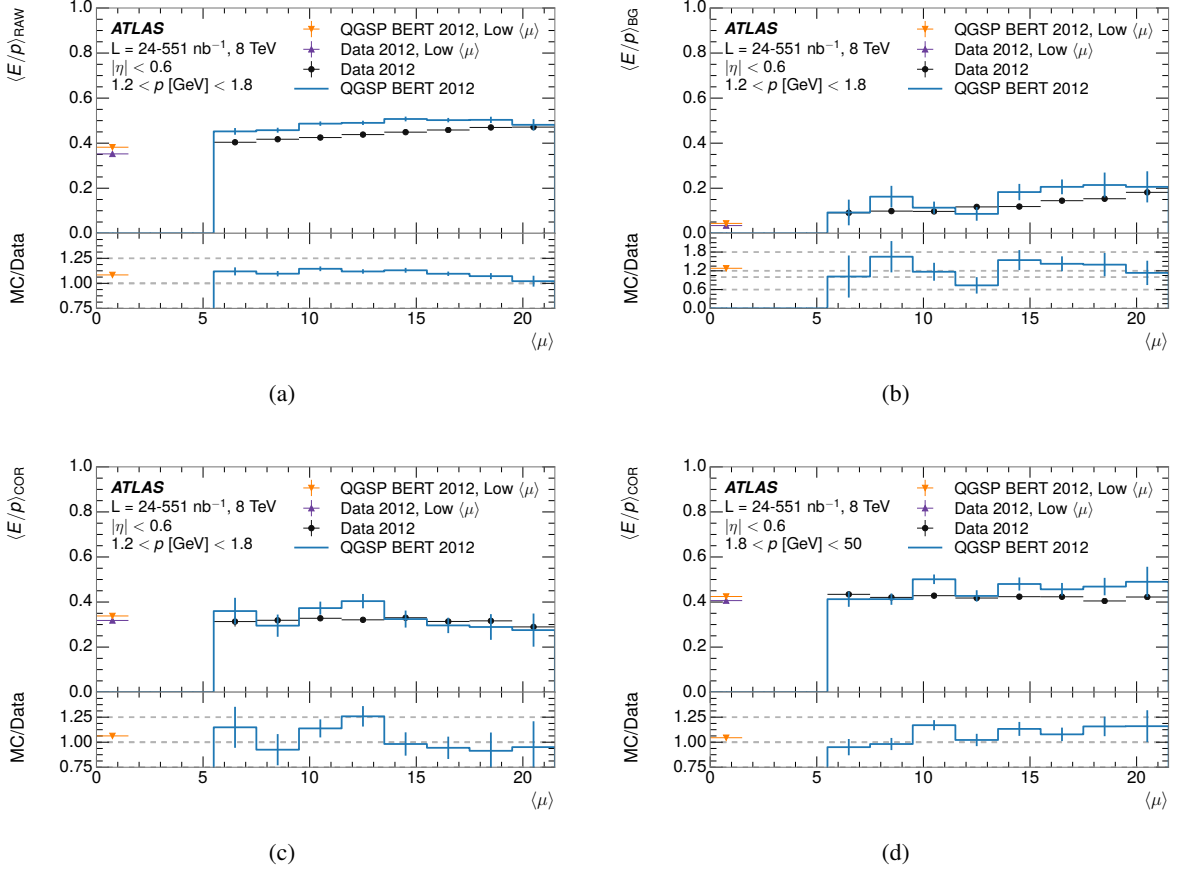 ⟨E/p⟩RAW
1.0
0.8
0.6
0.4
0.2
0.0
ATLAS
L = 24-551 nb⁻¹, 8 TeV
|η| < 0.6
1.2 < p [GeV] < 1.8
QGSP BERT 2012, Low ⟨μ⟩
Data 2012, Low ⟨μ⟩
Data 2012
QGSP BERT 2012
MC/Data
1.25
1.00
0.75
0 5 10 15 20
⟨μ⟩
(a)
⟨E/p⟩BG
1.0
0.8
0.6
0.4
0.2
0.0
ATLAS
L = 24-551 nb⁻¹, 8 TeV
|η| < 0.6
1.2 < p [GeV] < 1.8
QGSP BERT 2012, Low ⟨μ⟩
Data 2012, Low ⟨μ⟩
Data 2012
QGSP BERT 2012
MC/Data
1.8
1.2
0.6
0.0
0 5 10 15 20
⟨μ⟩
(b)
⟨E/p⟩COR
1.0
0.8
0.6
0.4
0.2
0.0
ATLAS
L = 24-551 nb⁻¹, 8 TeV
|η| < 0.6
1.2 < p [GeV] < 1.8
QGSP BERT 2012, Low ⟨μ⟩
Data 2012, Low ⟨μ⟩
Data 2012
QGSP BERT 2012
MC/Data
1.25
1.00
0.75
0 5 10 15 20
⟨μ⟩
(c)
⟨E/p⟩COR
1.0
0.8
0.6
0.4
0.2
0.0
ATLAS
L = 24-551 nb⁻¹, 8 TeV
|η| < 0.6
1.8 < p [GeV] < 50
QGSP BERT 2012, Low ⟨μ⟩
Data 2012, Low ⟨μ⟩
Data 2012
QGSP BERT 2012
MC/Data
1.25
1.00
0.75
0 5 10 15 20
⟨μ⟩
(d)